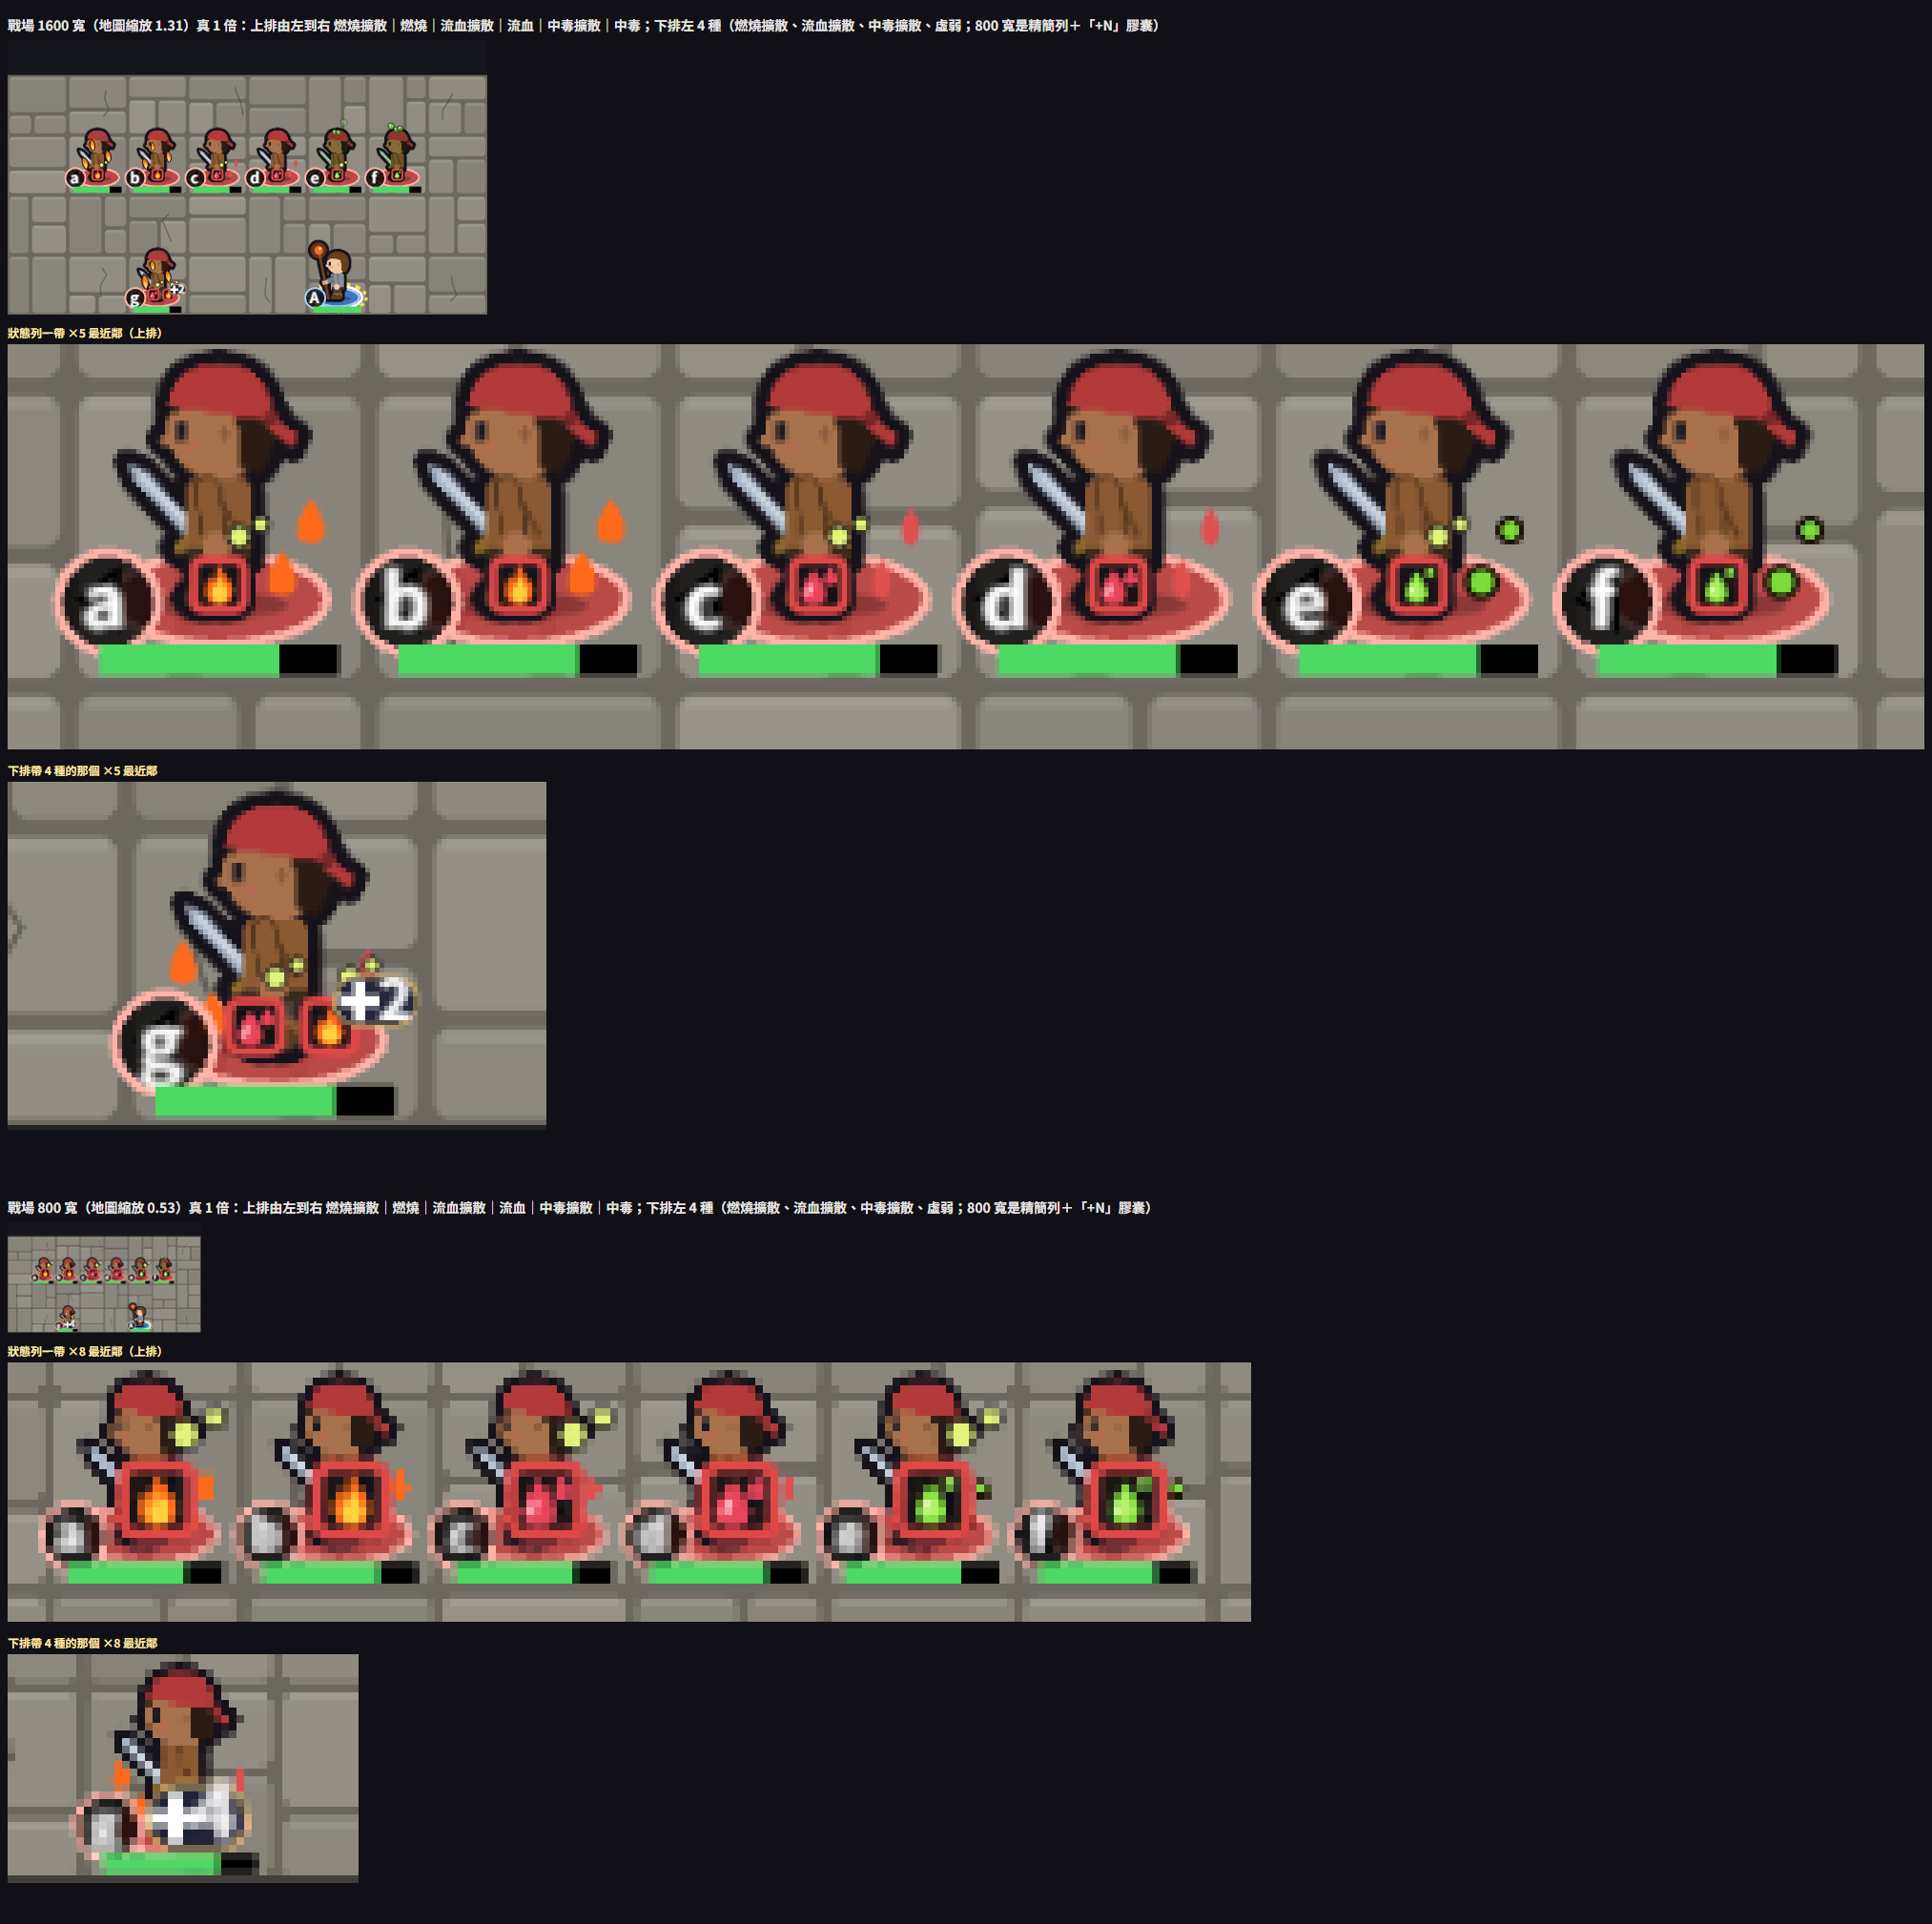 戰場 1600 寬（地圖縮放 1.31）真 1 倍：上排由左到右 燃燒擴散｜燃燒｜流血擴散｜流血｜中毒擴散｜中毒；下排左 4 種（燃燒擴散、流血擴散、中毒擴散、虛弱；800 寬是精簡列＋「+N」膠囊）
a b c d e f
g +2 A
狀態列一帶 ×5 最近鄰（上排）
a b c d e f
下排帶 4 種的那個 ×5 最近鄰
g +2
戰場 800 寬（地圖縮放 0.53）真 1 倍：上排由左到右 燃燒擴散｜燃燒｜流血擴散｜流血｜中毒擴散｜中毒；下排左 4 種（燃燒擴散、流血擴散、中毒擴散、虛弱；800 寬是精簡列＋「+N」膠囊）
狀態列一帶 ×8 最近鄰（上排）
下排帶 4 種的那個 ×8 最近鄰